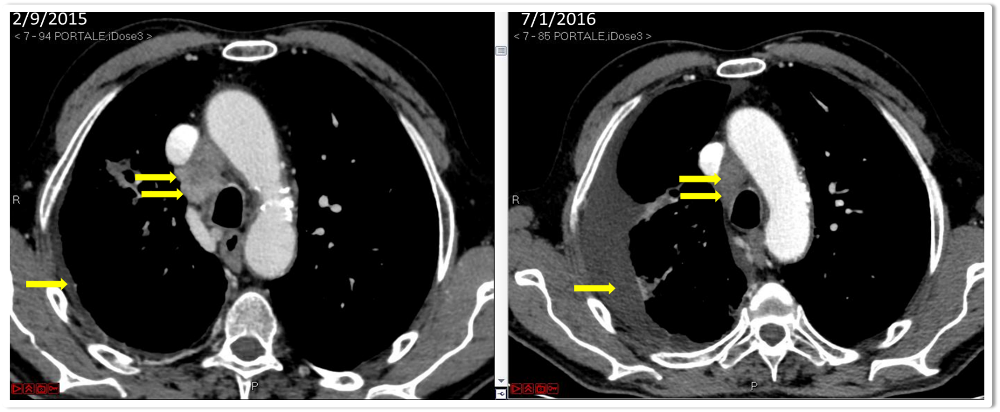 2/9/2015
< 7 - 94 PORTALE,iDose3 >
R
P
7/1/2016
< 7 - 85 PORTALE,iDose3 >
R
P